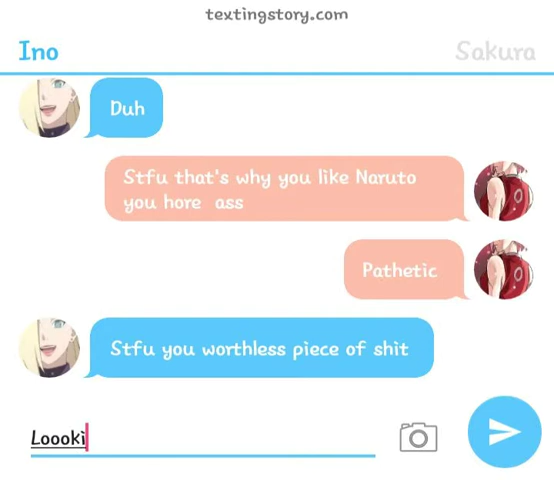 textingstory.com
Ino
Sakura
Duh
Stfu that's why you like Naruto
you hore ass
Pathetic
Stfu you worthless piece of shit
Loooki